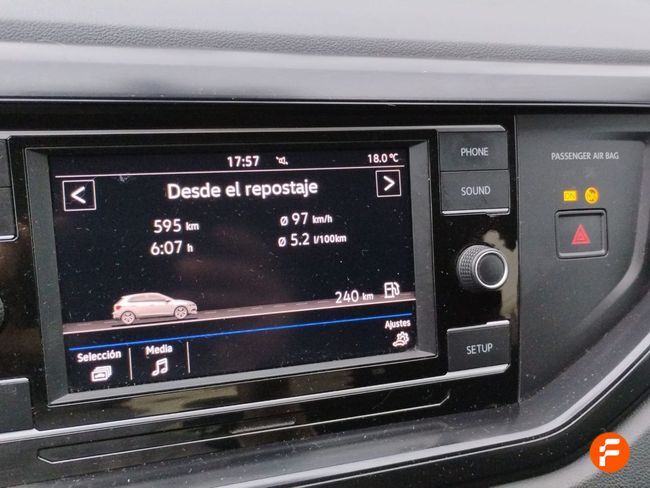 17:57 18.0 °C
Desde el repostaje
595 km Ø 97 km/h
6:07 h Ø 5.2 l/100km
240 km
Selección Media Ajustes
PHONE
SOUND
SETUP
PASSENGER AIR BAG
ON